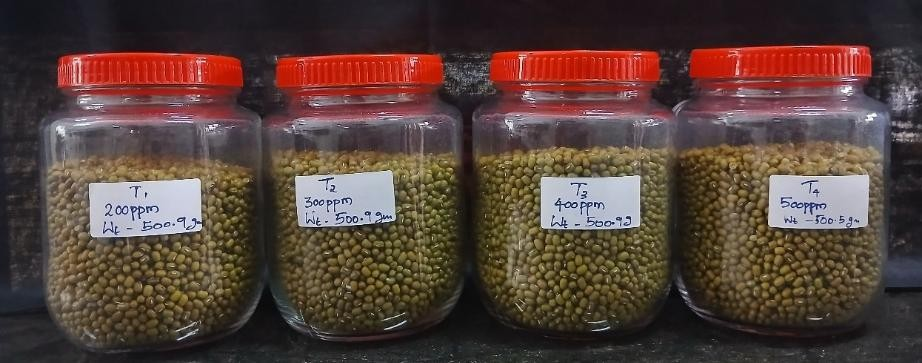 T1
200ppm
Wt - 500.9gm
T2
300ppm
Wt - 500.9gm
T3
400ppm
Wt - 500.9g
T4
500ppm
Wt - 500.5gm